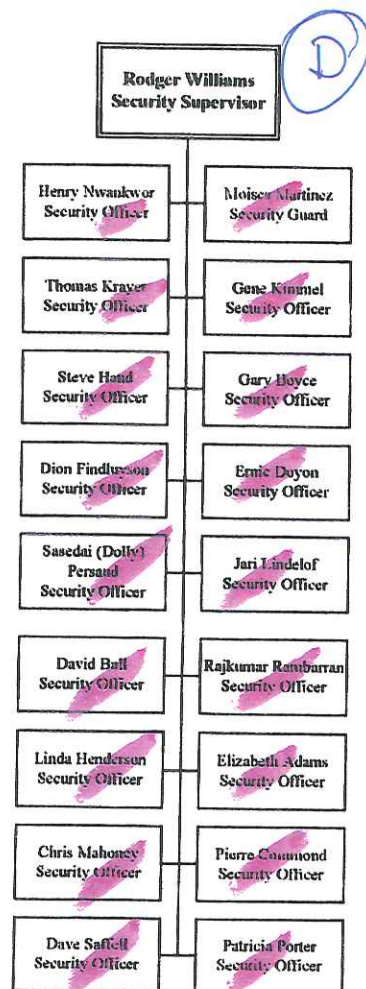 D
Rodger Williams
Security Supervisor
Henry Nwankwor
Security Officer
Moises Martinez
Security Guard
Thomas Krayer
Security Officer
Gene Kimmel
Security Officer
Steve Hand
Security Officer
Gary Boyce
Security Officer
Dion Findlayson
Security Officer
Ernie Doyon
Security Officer
Sasedai (Dolly)
Persaud
Security Officer
Jari Lindelof
Security Officer
David Ball
Security Officer
Rajkumar Rambarran
Security Officer
Linda Henderson
Security Officer
Elizabeth Adams
Security Officer
Chris Mahoney
Security Officer
Pierre
Security Officer
Dave Saffell
Security Officer
Patricia Porter
Security Officer